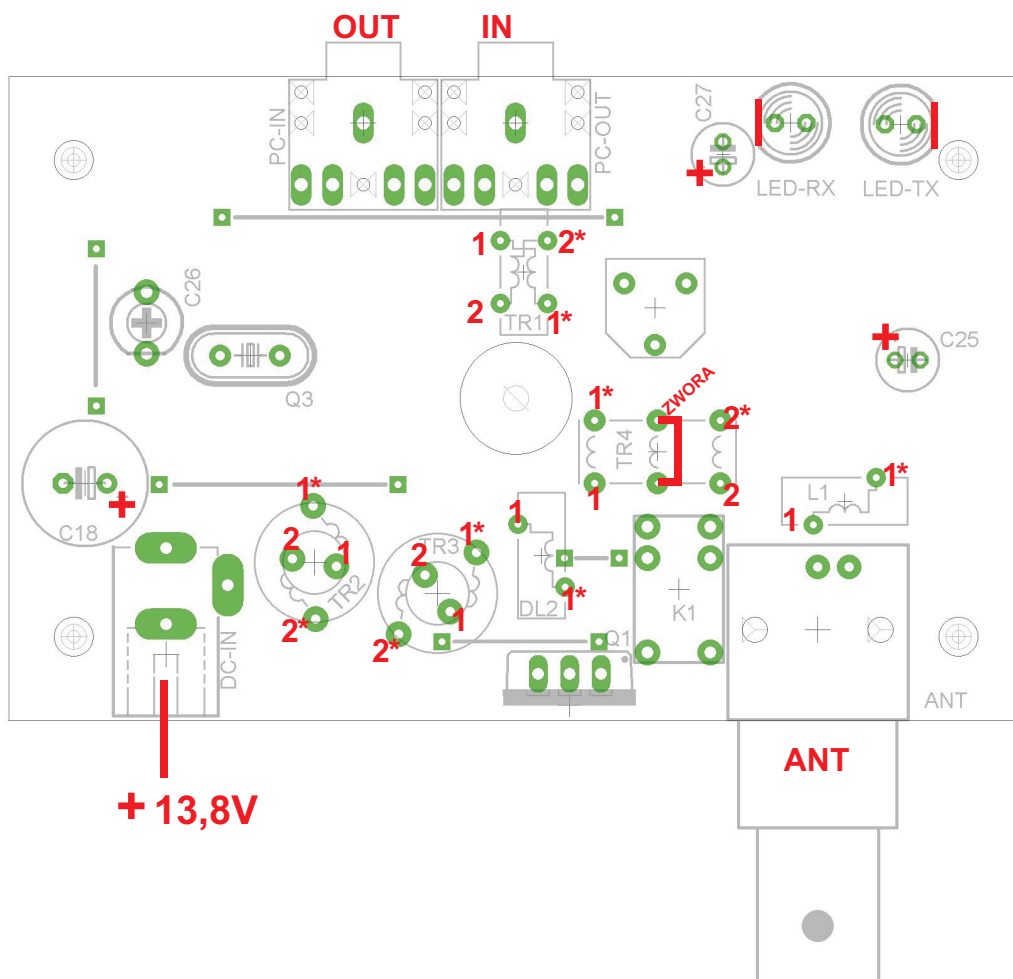 OUT IN
PC-IN
PC-OUT
C27
+
LED-RX
LED-TX
1 2*
2 1*
TR1
C26
Q3
+
C25
1*
ZWORA
2*
TR4
1
2
C18
+
1*
2 1
TR2
2*
TR3
1*
2
1
2*
1
1*
DL2
L1
1*
1
K1
Q1
DC-IN
ANT
ANT
+ 13,8V